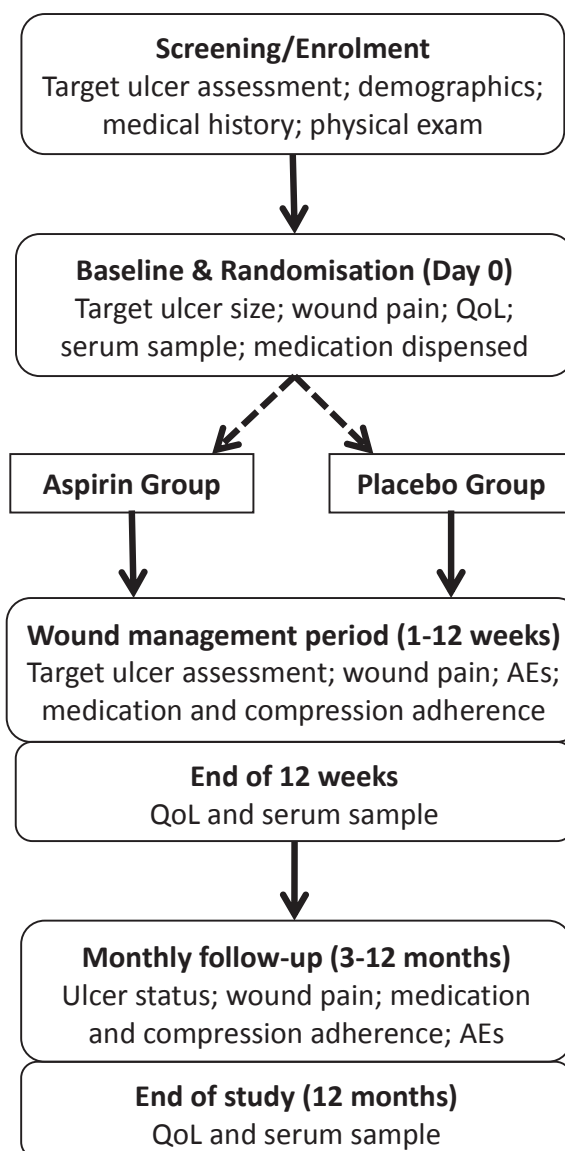 Screening/Enrolment
Target ulcer assessment; demographics;
medical history; physical exam
Baseline & Randomisation (Day 0)
Target ulcer size; wound pain; QoL;
serum sample; medication dispensed
Aspirin Group
Placebo Group
Wound management period (1-12 weeks)
Target ulcer assessment; wound pain; AEs;
medication and compression adherence
End of 12 weeks
QoL and serum sample
Monthly follow-up (3-12 months)
Ulcer status; wound pain; medication
and compression adherence; AEs
End of study (12 months)
QoL and serum sample